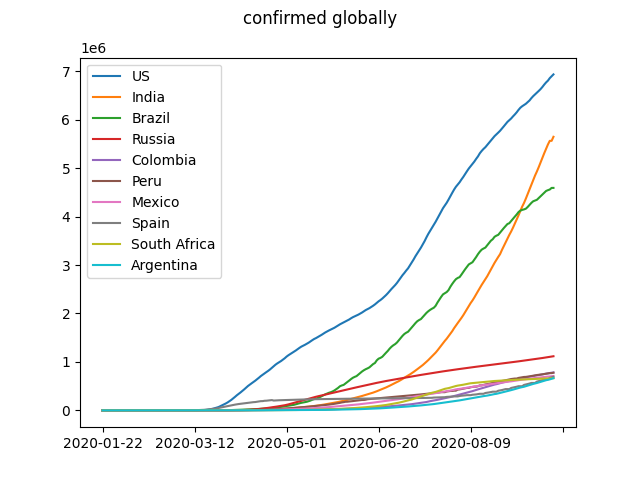 confirmed globally
1e6
7
6
5
4
3
2
1
0
US
India
Brazil
Russia
Colombia
Peru
Mexico
Spain
South Africa
Argentina
2020-01-22 2020-03-12 2020-05-01 2020-06-20 2020-08-09